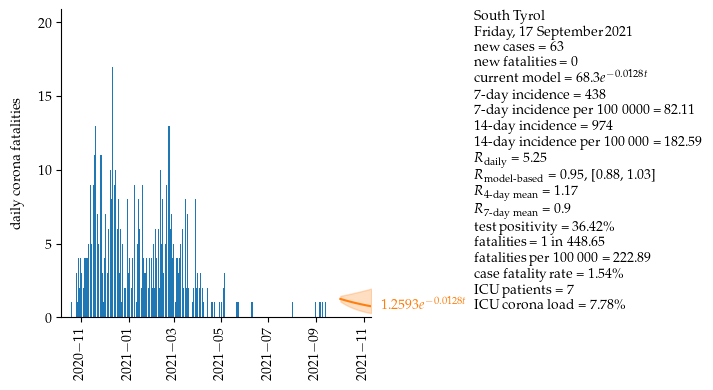 South Tyrol
Friday, 17 September 2021
new cases = 63
new fatalities = 0
current model = 68.3e^{−0.0128t}
7-day incidence = 438
7-day incidence per 100 0000 = 82.11
14-day incidence = 974
14-day incidence per 100 000 = 182.59
R_daily = 5.25
R_model-based = 0.95, [0.88, 1.03]
R_4-day mean = 1.17
R_7-day mean = 0.9
test positivity = 36.42%
fatalities = 1 in 448.65
fatalities per 100 000 = 222.89
case fatality rate = 1.54%
ICU patients = 7
ICU corona load = 7.78%
daily corona fatalities
20
15
10
5
0
1.2593e^{−0.0128t}
2020−11
2021−01
2021−03
2021−05
2021−07
2021−09
2021−11